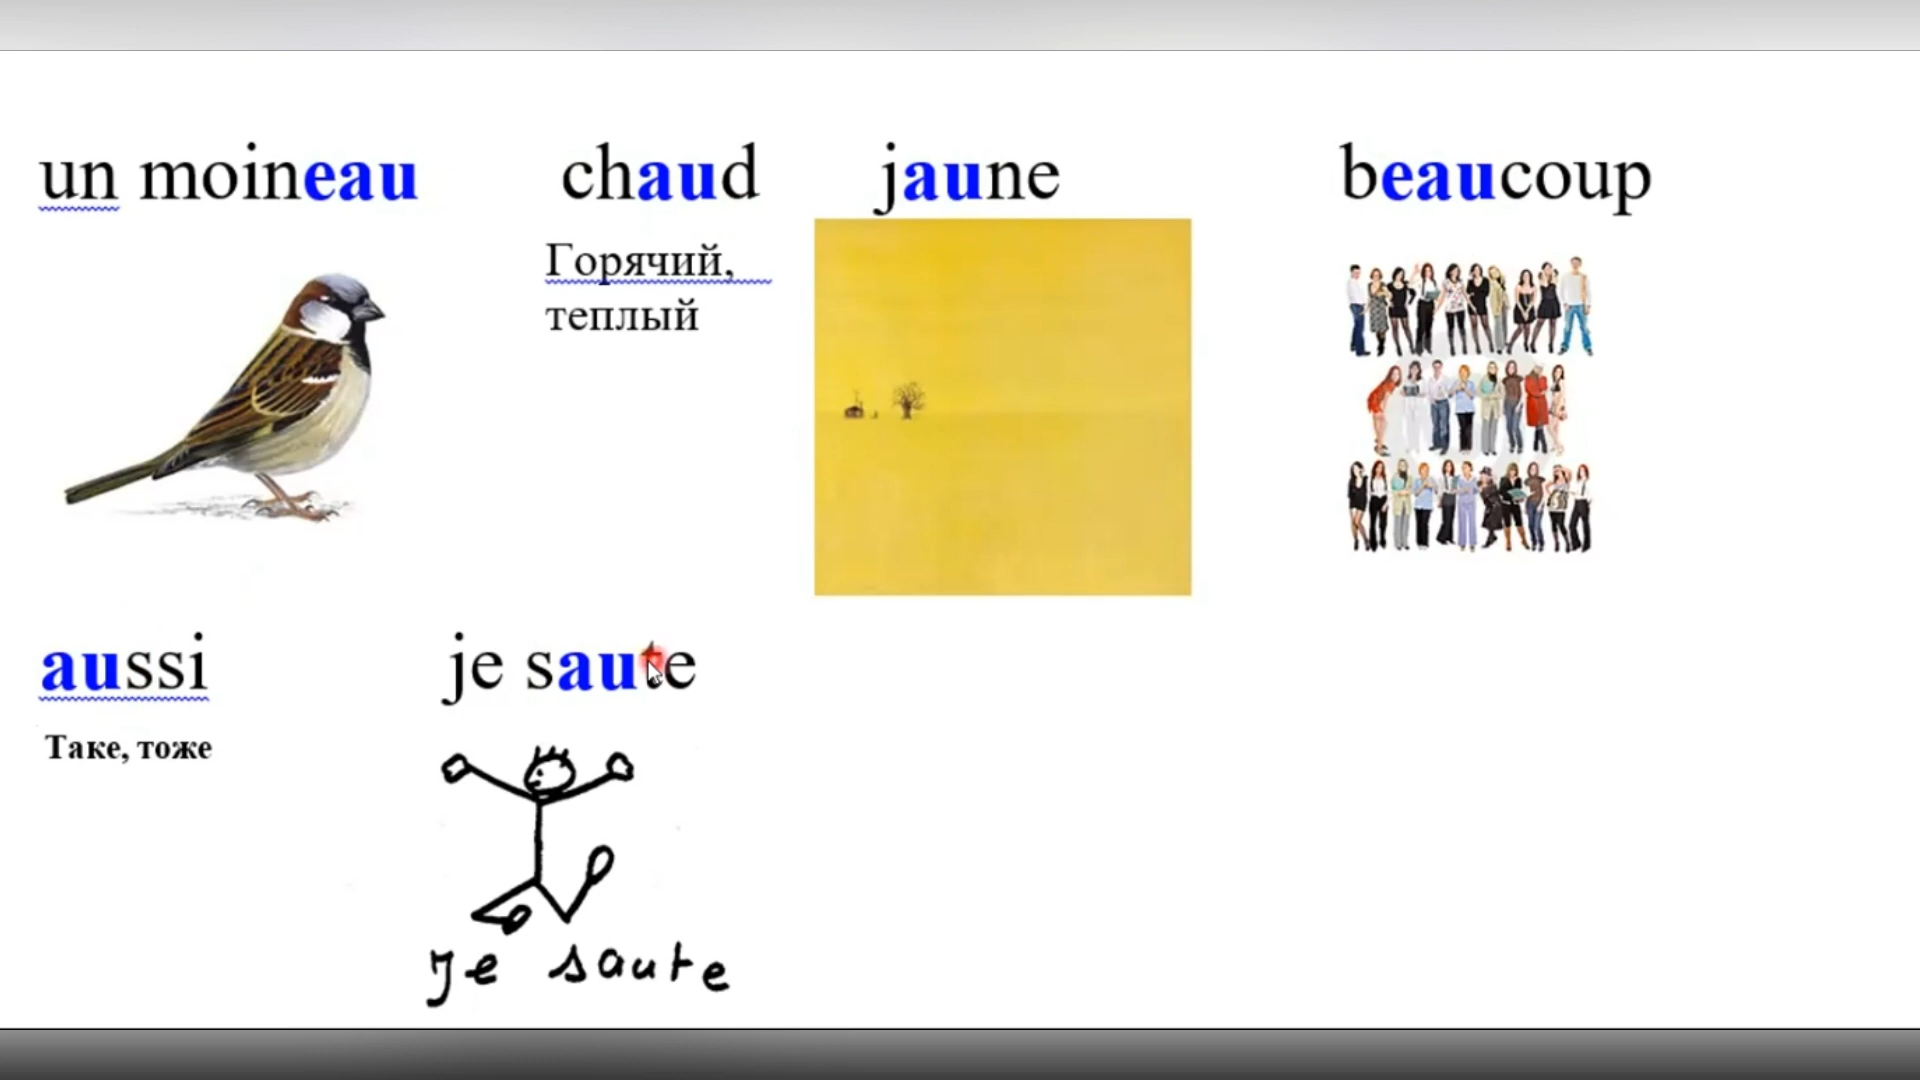 un moineau
chaud
jaune
beaucoup
Горячий,
теплый
aussi
je saute
Таке, тоже
je saute